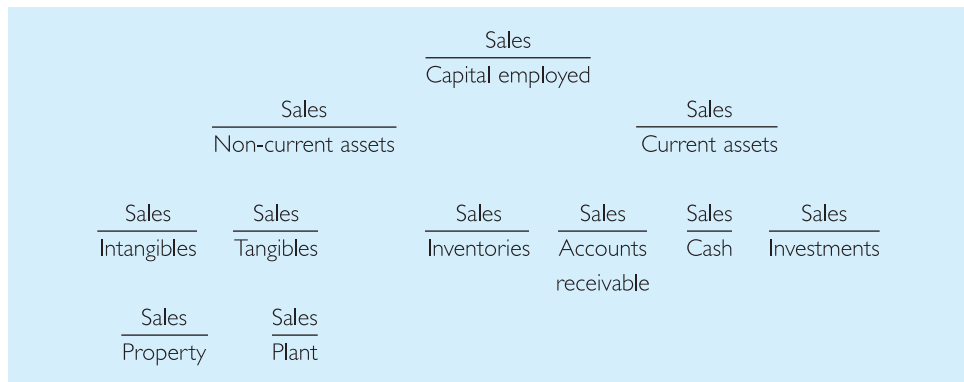 Sales
Capital employed
Sales Sales
Non-current assets Current assets
Sales Sales Sales Sales Sales Sales
Intangibles Tangibles Inventories Accounts Cash Investments
receivable
Sales Sales
Property Plant